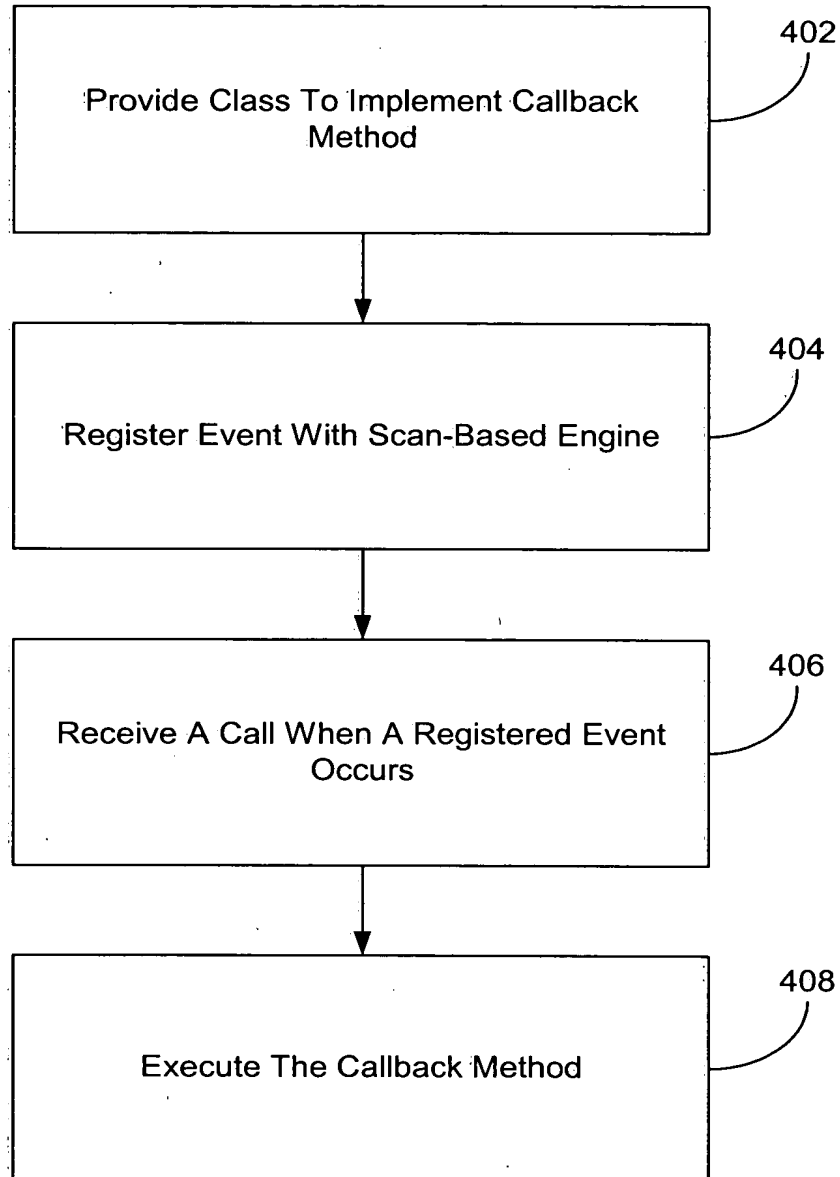 402
Provide Class To Implement Callback
Method
404
Register Event With Scan-Based Engine
406
Receive A Call When A Registered Event
Occurs
408
Execute The Callback Method